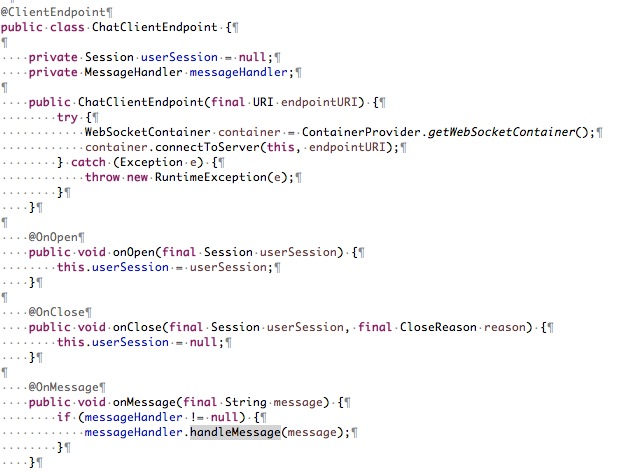 @ClientEndpoint¶
public·class·ChatClientEndpoint·{¶
¶
····private·Session·userSession·=·null;¶
····private·MessageHandler·messageHandler;¶
¶
····public·ChatClientEndpoint(final·URI·endpointURI)·{¶
········try·{¶
············WebSocketContainer·container·=·ContainerProvider.getWebSocketContainer();¶
············container.connectToServer(this,·endpointURI);¶
········}·catch·(Exception·e)·{¶
············throw·new·RuntimeException(e);¶
········}¶
····}¶
¶
····@OnOpen¶
····public·void·onOpen(final·Session·userSession)·{¶
········this.userSession·=·userSession;¶
····}¶
¶
····@OnClose¶
····public·void·onClose(final·Session·userSession,·final·CloseReason·reason)·{¶
········this.userSession·=·null;¶
····}¶
¶
····@OnMessage¶
····public·void·onMessage(final·String·message)·{¶
········if·(messageHandler·!=·null)·{¶
············messageHandler.handleMessage(message);¶
········}¶
····}¶